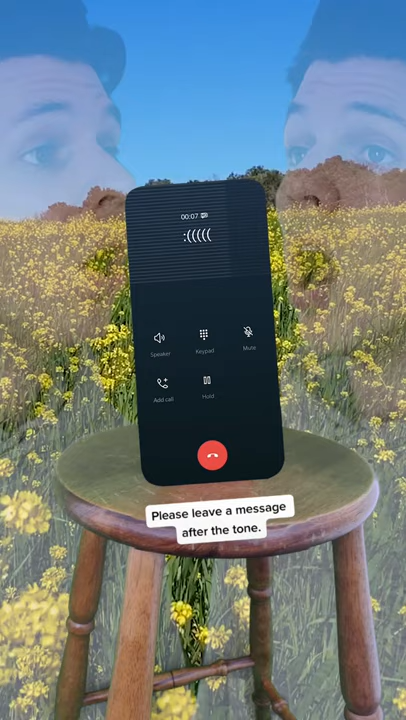 00:07
:(((((
Speaker
Keypad
Mute
Add call
Hold
Please leave a message
after the tone.